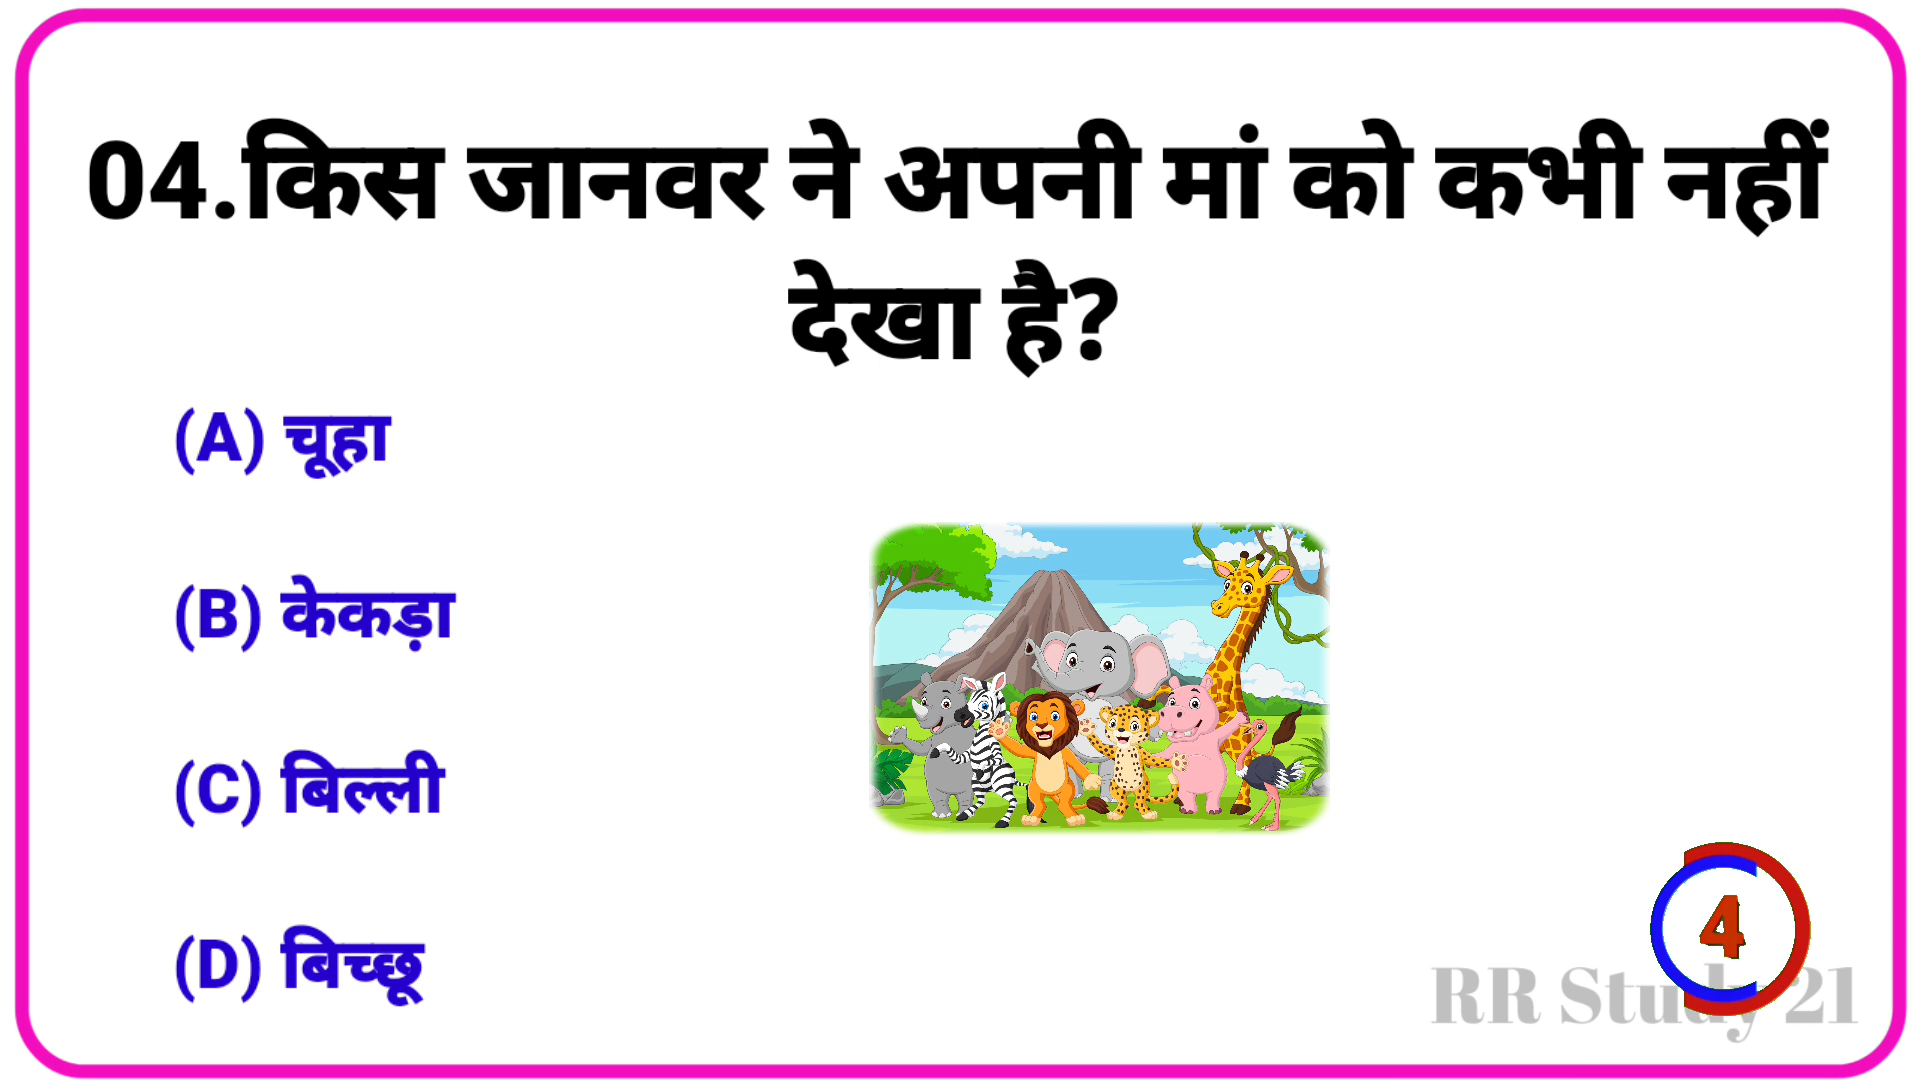 04.किस जानवर ने अपनी मां को कभी नहीं
देखा है?
(A) चूहा
(B) केकड़ा
(C) बिल्ली
(D) बिच्छू
4
RR Study 21